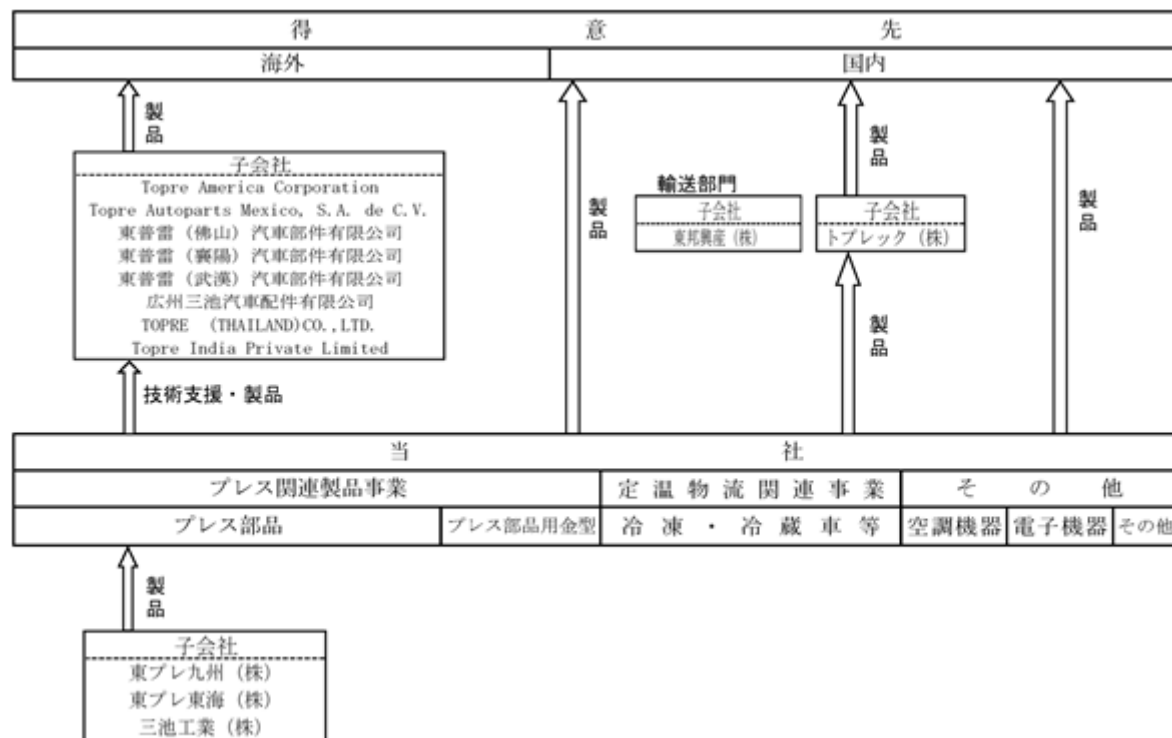 得意先
海外 国内
製品
製品
製品
製品
子会社
Topre America Corporation
Topre Autoparts Mexico, S.A. de C.V.
東普雷（佛山）汽車部件有限公司
東普雷（襄陽）汽車部件有限公司
東普雷（武漢）汽車部件有限公司
広州三池汽車配件有限公司
TOPRE (THAILAND)CO.,LTD.
Topre India Private Limited
輸送部門
子会社
東邦興産（株）
子会社
トプレック（株）
製品
技術支援・製品
当社
プレス関連製品事業 定温物流関連事業 その他
プレス部品 プレス部品用金型 冷凍・冷蔵車等 空調機器 電子機器 その他
製品
子会社
東プレ九州（株）
東プレ東海（株）
三池工業（株）